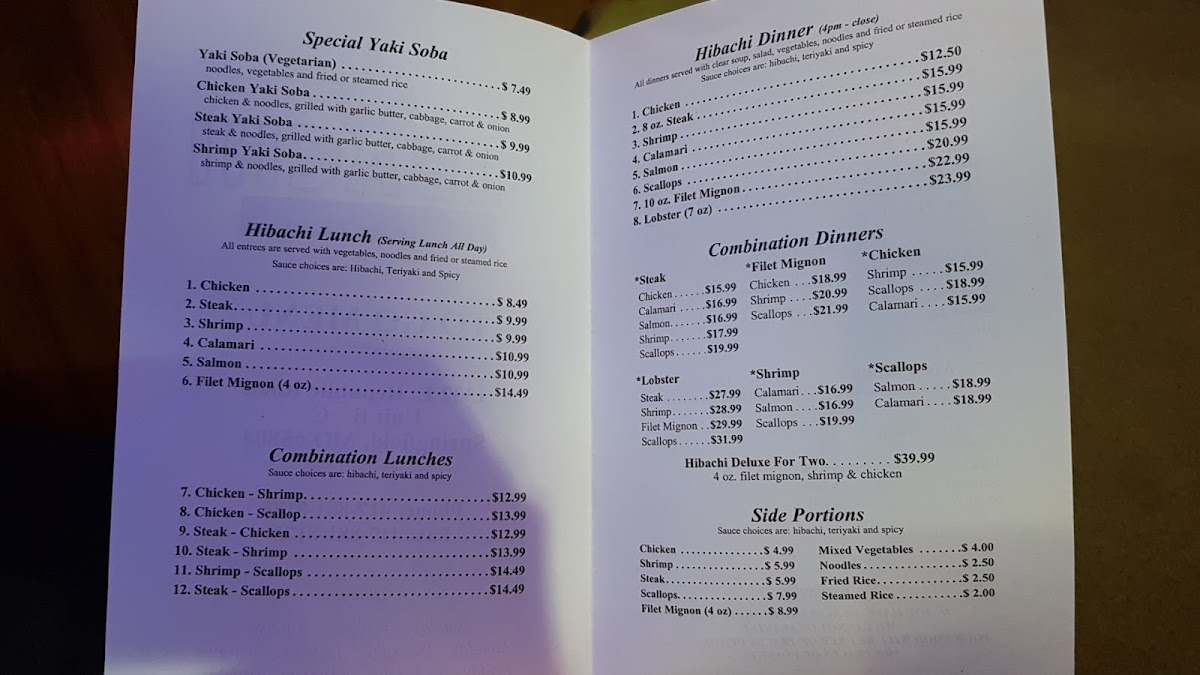 Special Yaki Soba
Yaki Soba (Vegetarian) ........................ $ 7.49
noodles, vegetables and fried or steamed rice
Chicken Yaki Soba ........................ $ 8.99
chicken & noodles, grilled with garlic butter, cabbage, carrot & onion
Steak Yaki Soba ........................ $ 9.99
steak & noodles, grilled with garlic butter, cabbage, carrot & onion
Shrimp Yaki Soba........................ $10.99
shrimp & noodles, grilled with garlic butter, cabbage, carrot & onion
Hibachi Lunch (Serving Lunch All Day)
All entrees are served with vegetables, noodles and fried or steamed rice
Sauce choices are: Hibachi, Teriyaki and Spicy
1. Chicken ........................ $ 8.49
2. Steak........................ $ 9.99
3. Shrimp ........................ $ 9.99
4. Calamari ........................ $10.99
5. Salmon ........................ $10.99
6. Filet Mignon (4 oz) ........................ $14.49
Combination Lunches
Sauce choices are: hibachi, teriyaki and spicy
7. Chicken - Shrimp........................ $12.99
8. Chicken - Scallop........................ $13.99
9. Steak - Chicken ........................ $12.99
10. Steak - Shrimp ........................ $13.99
11. Shrimp - Scallops ........................ $14.49
12. Steak - Scallops........................ $14.49
Hibachi Dinner (4pm - close)
All dinners served with clear soup, salad, vegetables, noodles and fried or steamed rice
Sauce choices are: hibachi, teriyaki and spicy
1. Chicken ........................ $12.50
2. 8 oz. Steak ........................ $15.99
3. Shrimp ........................ $15.99
4. Calamari ........................ $15.99
5. Salmon ........................ $15.99
6. Scallops ........................ $20.99
7. 10 oz. Filet Mignon........................ $22.99
8. Lobster (7 oz) ........................ $23.99
Combination Dinners
*Steak
Chicken ...... $15.99
Calamari ..... $16.99
Salmon....... $16.99
Shrimp....... $17.99
Scallops...... $19.99
*Filet Mignon
Chicken ... $18.99
Shrimp .... $20.99
Scallops ... $21.99
*Chicken
Shrimp ..... $15.99
Scallops .... $18.99
Calamari .... $15.99
*Lobster
Steak ........ $27.99
Shrimp....... $28.99
Filet Mignon .. $29.99
Scallops...... $31.99
*Shrimp
Calamari... $16.99
Salmon .... $16.99
Scallops ... $19.99
*Scallops
Salmon ..... $18.99
Calamari .... $18.99
Hibachi Deluxe For Two......... $39.99
4 oz. filet mignon, shrimp & chicken
Side Portions
Sauce choices are: hibachi, teriyaki and spicy
Chicken .............. $ 4.99
Shrimp ............... $ 5.99
Steak................. $ 5.99
Scallops.............. $ 7.99
Filet Mignon (4 oz) ...... $ 8.99
Mixed Vegetables ....... $ 4.00
Noodles............... $ 2.50
Fried Rice............. $ 2.50
Steamed Rice .......... $ 2.00